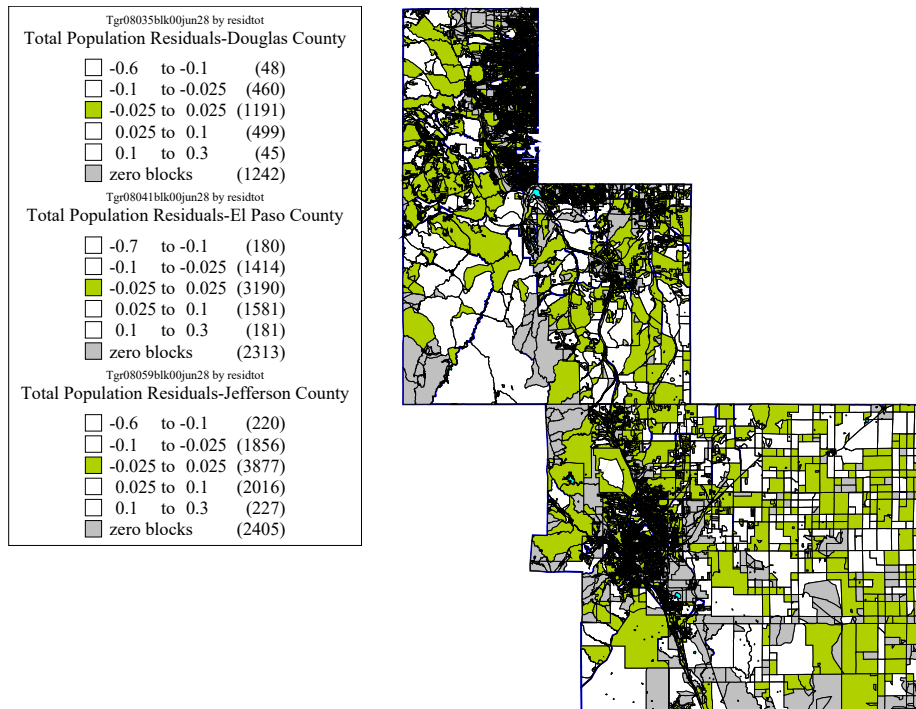 Tgr08035blk00jun28 by residtot
Total Population Residuals-Douglas County
-0.6 to -0.1 (48)
-0.1 to -0.025 (460)
-0.025 to 0.025 (1191)
0.025 to 0.1 (499)
0.1 to 0.3 (45)
zero blocks (1242)
Tgr08041blk00jun28 by residtot
Total Population Residuals-El Paso County
-0.7 to -0.1 (180)
-0.1 to -0.025 (1414)
-0.025 to 0.025 (3190)
0.025 to 0.1 (1581)
0.1 to 0.3 (181)
zero blocks (2313)
Tgr08059blk00jun28 by residtot
Total Population Residuals-Jefferson County
-0.6 to -0.1 (220)
-0.1 to -0.025 (1856)
-0.025 to 0.025 (3877)
0.025 to 0.1 (2016)
0.1 to 0.3 (227)
zero blocks (2405)